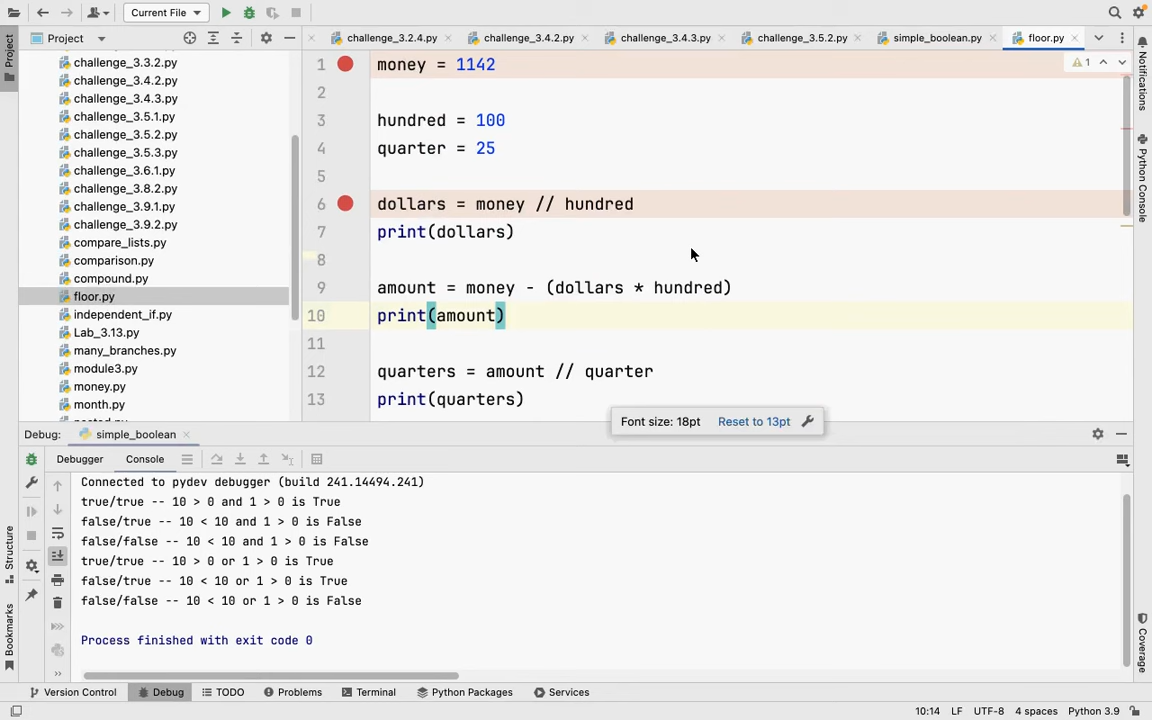 Current File
Project
challenge_3.2.4.py
challenge_3.4.2.py
challenge_3.4.3.py
challenge_3.5.2.py
simple_boolean.py
floor.py
Project
challenge_3.3.2.py
challenge_3.4.2.py
challenge_3.4.3.py
challenge_3.5.1.py
challenge_3.5.2.py
challenge_3.5.3.py
challenge_3.6.1.py
challenge_3.8.2.py
challenge_3.9.1.py
challenge_3.9.2.py
compare_lists.py
comparison.py
compound.py
floor.py
independent_if.py
Lab_3.13.py
many_branches.py
module3.py
money.py
month.py
1 money = 1142
1
2
3 hundred = 100
4 quarter = 25
5
6 dollars = money // hundred
7 print(dollars)
8
9 amount = money - (dollars * hundred)
10 print(amount)
11
12 quarters = amount // quarter
13 print(quarters)
Font size: 18pt Reset to 13pt
Notifications
Python Console
Coverage
Debug: simple_boolean
Debugger Console
Connected to pydev debugger (build 241.14494.241)
true/true -- 10 > 0 and 1 > 0 is True
false/true -- 10 < 10 and 1 > 0 is False
false/false -- 10 < 10 and 1 > 0 is False
true/true -- 10 > 0 or 1 > 0 is True
false/true -- 10 < 10 or 1 > 0 is True
false/false -- 10 < 10 or 1 > 0 is False
Process finished with exit code 0
Structure
Bookmarks
Version Control Debug TODO Problems Terminal Python Packages Services
10:14 LF UTF-8 4 spaces Python 3.9